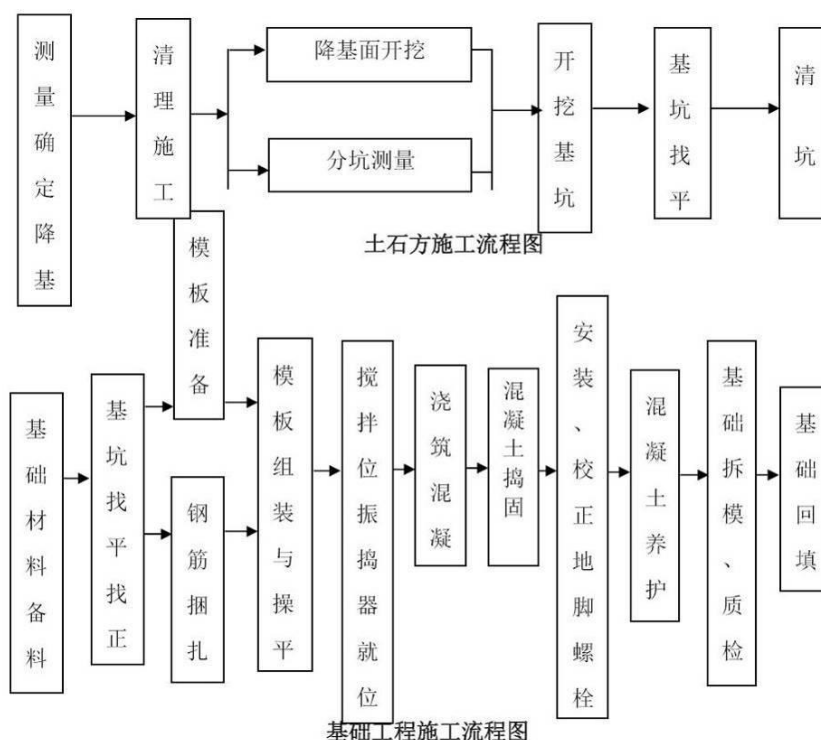 测量确定降基
清理施工
降基面开挖
分坑测量
开挖基坑
基坑找平
清坑
土石方施工流程图
基础材料备料
基坑找平找正
模板准备
钢筋捆扎
模板组装与操平
搅拌位振捣器就位
浇筑混凝
混凝土捣固
安装、校正地脚螺栓
混凝土养护
基础拆模、质检
基础回填
基础工程施工流程图